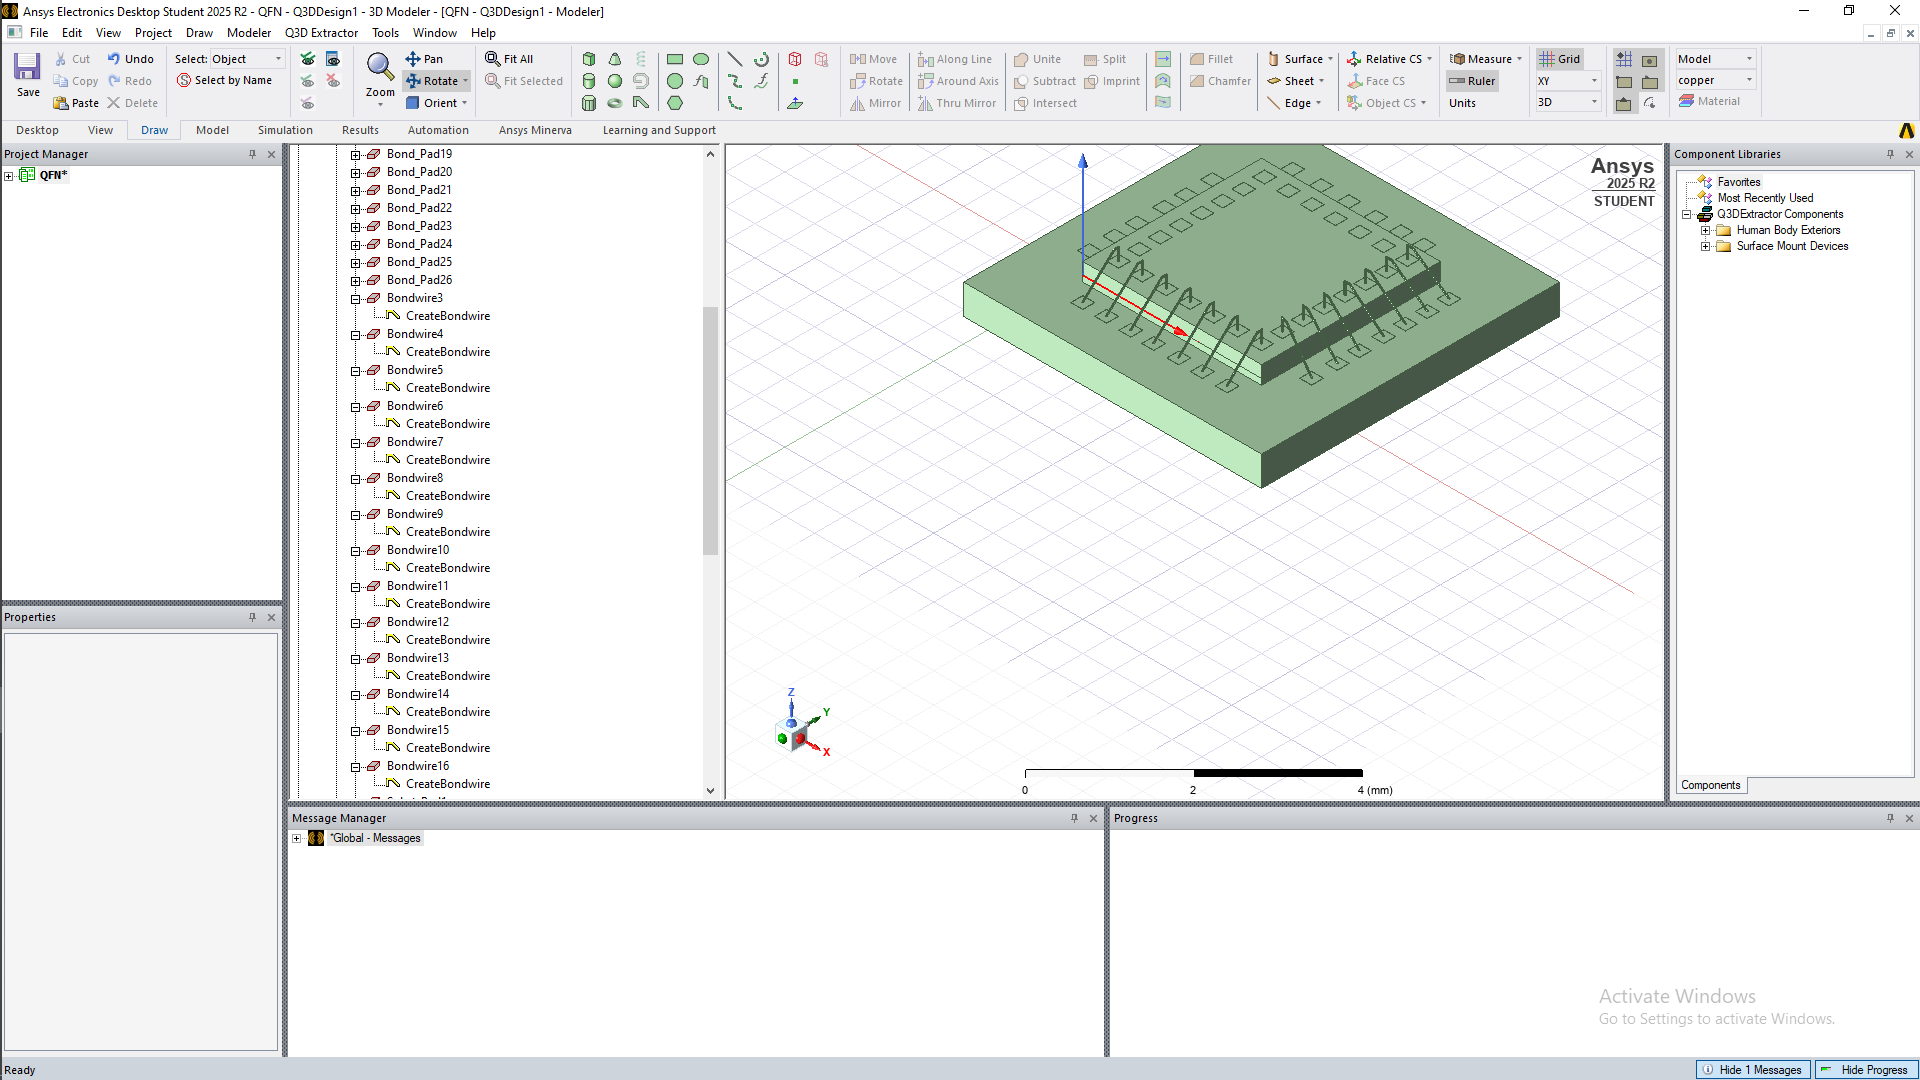 Ansys Electronics Desktop Student 2025 R2 - QFN - Q3DDesign1 - 3D Modeler - [QFN - Q3DDesign1 - Modeler]
File Edit View Project Draw Modeler Q3D Extractor Tools Window Help
Save
Cut Undo
Copy Redo
Paste Delete
Select: Object
Select by Name
Zoom
Pan
Rotate
Orient
Fit All
Fit Selected
Move Along Line
Rotate Around Axis
Mirror Thru Mirror
Unite Split
Subtract Imprint
Intersect
Fillet
Chamfer
Surface
Sheet
Edge
Relative CS
Face CS
Object CS
Measure
Ruler
Units
Grid
XY
3D
Model
copper
Material
Desktop View Draw Model Simulation Results Automation Ansys Minerva Learning and Support
Project Manager
QFN*
Properties
Bond_Pad19
Bond_Pad20
Bond_Pad21
Bond_Pad22
Bond_Pad23
Bond_Pad24
Bond_Pad25
Bond_Pad26
Bondwire3
CreateBondwire
Bondwire4
CreateBondwire
Bondwire5
CreateBondwire
Bondwire6
CreateBondwire
Bondwire7
CreateBondwire
Bondwire8
CreateBondwire
Bondwire9
CreateBondwire
Bondwire10
CreateBondwire
Bondwire11
CreateBondwire
Bondwire12
CreateBondwire
Bondwire13
CreateBondwire
Bondwire14
CreateBondwire
Bondwire15
CreateBondwire
Bondwire16
CreateBondwire
Ansys
2025 R2
STUDENT
Z
Y
X
0 2 4 (mm)
Component Libraries
Favorites
Most Recently Used
Q3DExtractor Components
Human Body Exteriors
Surface Mount Devices
Components
Message Manager
*Global - Messages
Progress
Activate Windows
Go to Settings to activate Windows.
Ready
Hide 1 Messages Hide Progress